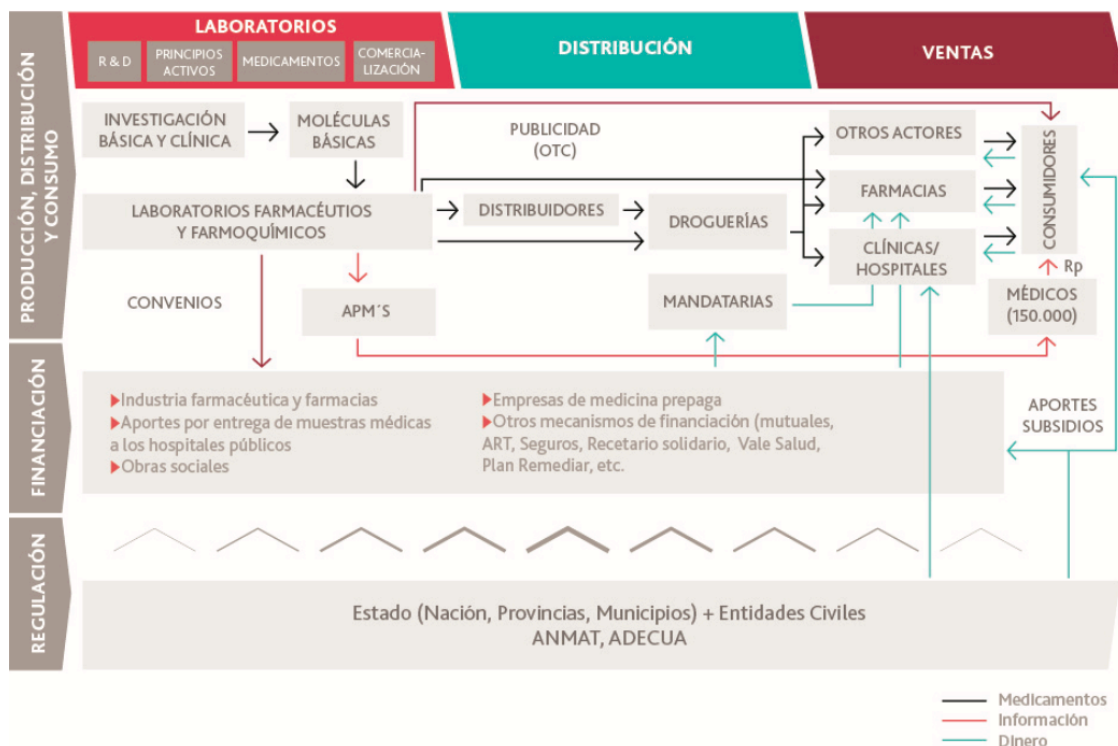 LABORATORIOS
R & D
PRINCIPIOS
ACTIVOS
MEDICAMENTOS
COMERCIA-
LIZACIÓN
DISTRIBUCIÓN
VENTAS
PRODUCCIÓN, DISTRIBUCIÓN
Y CONSUMO
INVESTIGACIÓN
BÁSICA Y CLÍNICA
MOLÉCULAS
BÁSICAS
PUBLICIDAD
(OTC)
OTROS ACTORES
CONSUMIDORES
LABORATORIOS FARMACÉUTIOS
Y FARMOQUÍMICOS
DISTRIBUIDORES
DROGUERÍAS
FARMACIAS
CLÍNICAS/
HOSPITALES
CONVENIOS
APM´S
MANDATARIAS
Rp
MÉDICOS
(150.000)
FINANCIACIÓN
Industria farmacéutica y farmacias
Aportes por entrega de muestras médicas
a los hospitales públicos
Obras sociales
Empresas de medicina prepaga
Otros mecanismos de financiación (mutuales,
ART, Seguros, Recetario solidario, Vale Salud,
Plan Remediar, etc.
APORTES
SUBSIDIOS
REGULACIÓN
Estado (Nación, Provincias, Municipios) + Entidades Civiles
ANMAT, ADECUA
Medicamentos
Información
Dinero